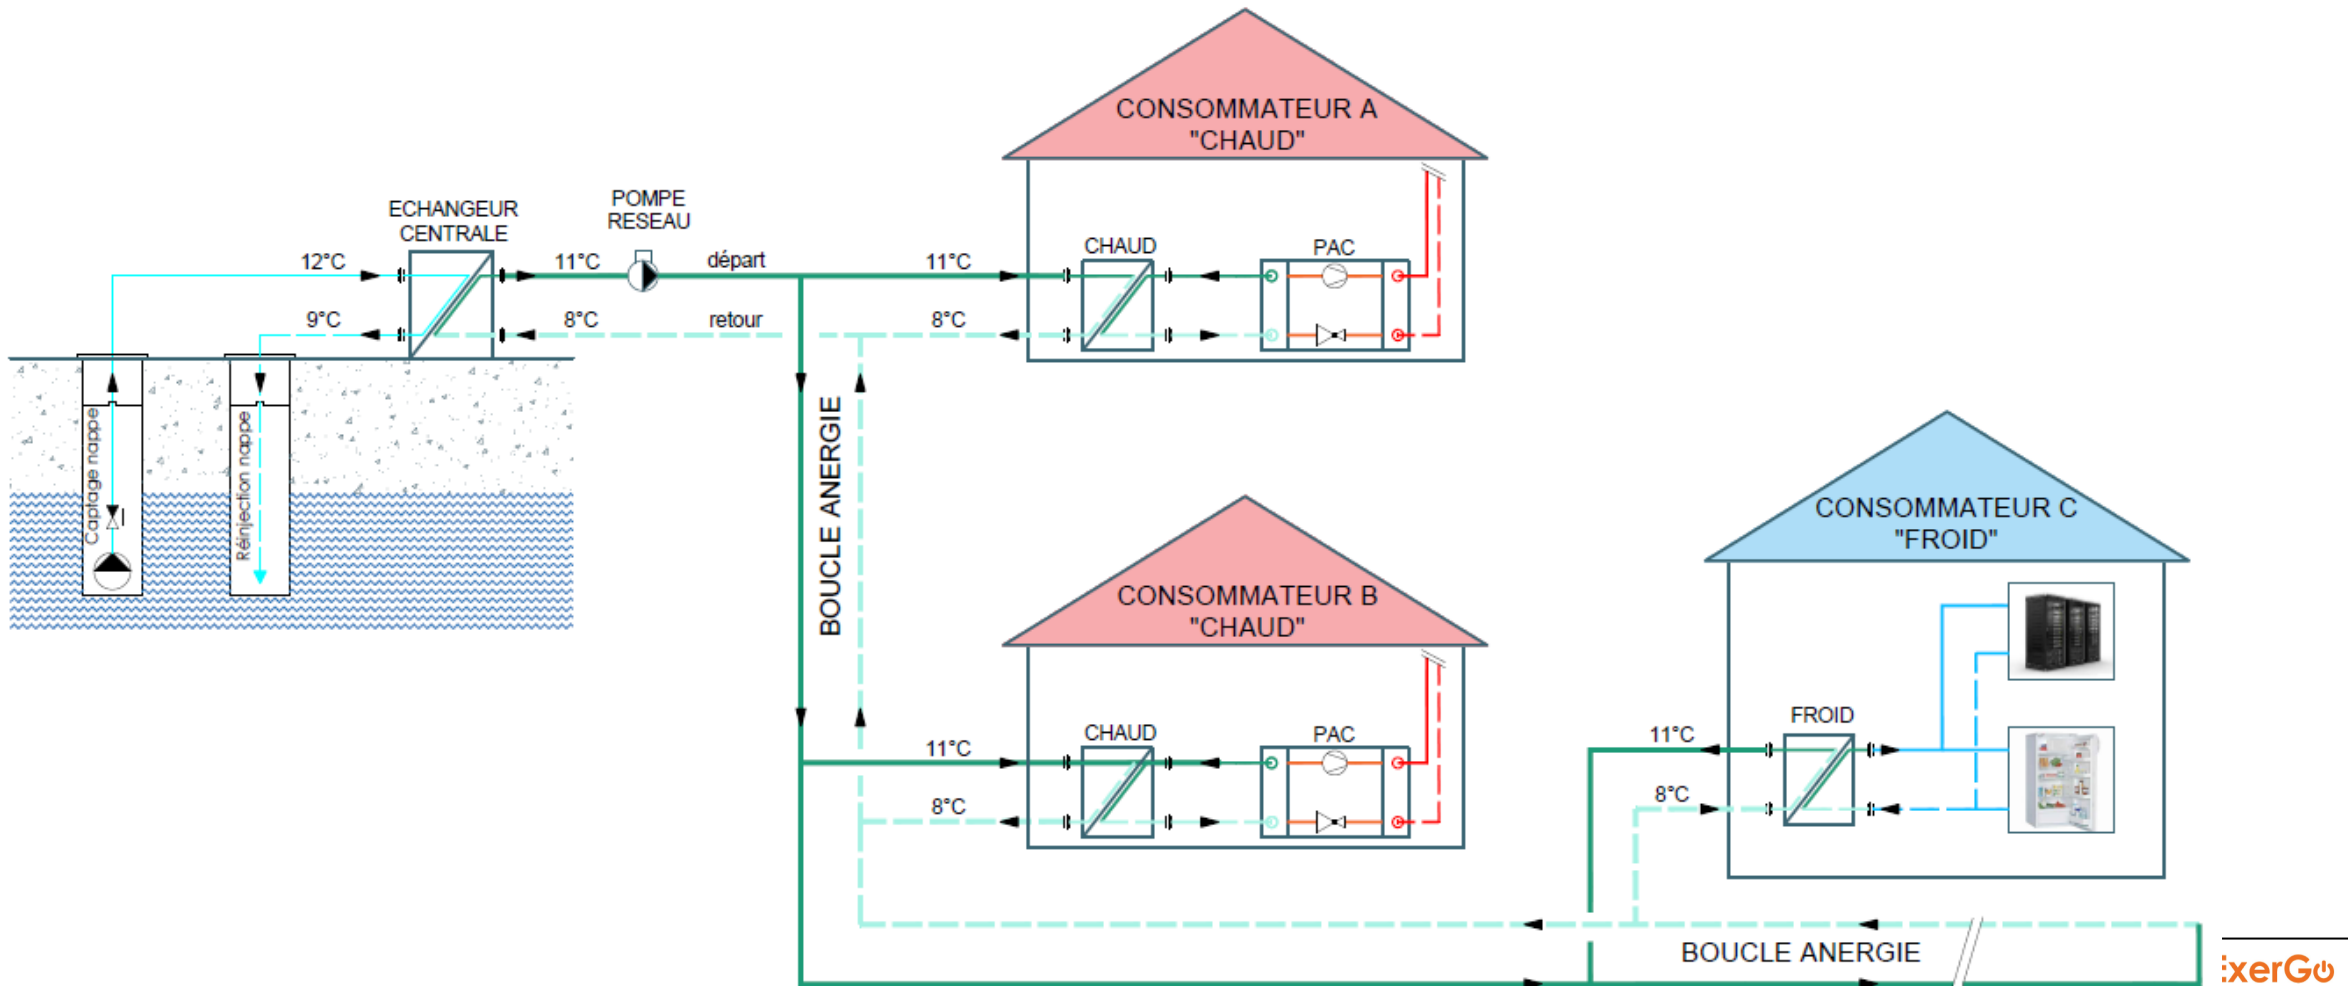 CONSOMMATEUR A
"CHAUD"
ECHANGEUR
CENTRALE
POMPE
RESEAU
12°C
11°C
départ
11°C
CHAUD
PAC
9°C
8°C
retour
8°C
Captage nappe
Réinjection nappe
BOUCLE ANERGIE
CONSOMMATEUR B
"CHAUD"
11°C
CHAUD
PAC
8°C
CONSOMMATEUR C
"FROID"
11°C
FROID
8°C
BOUCLE ANERGIE
ExerGo